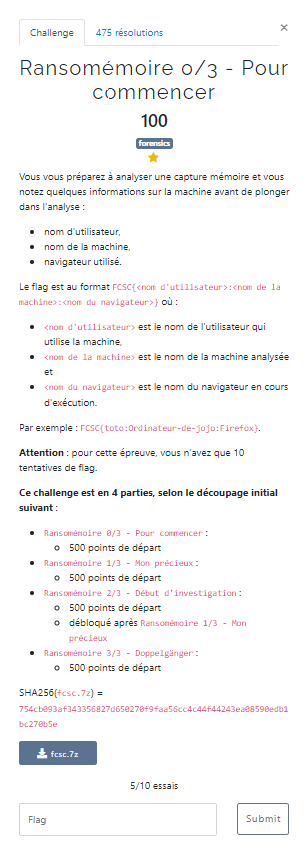 Challenge
475 résolutions
×
Ransomémoire 0/3 - Pour
commencer
100
forensics
Vous vous préparez à analyser une capture mémoire et vous
notez quelques informations sur la machine avant de plonger
dans l'analyse :
• nom d'utilisateur,
• nom de la machine,
• navigateur utilisé.
Le flag est au format FCSC{<nom d'utilisateur>:<nom de la
machine>:<nom du navigateur>} où :
• <nom d'utilisateur> est le nom de l'utilisateur qui
utilise la machine,
• <nom de la machine> est le nom de la machine analysée
et
• <nom du navigateur> est le nom du navigateur en cours
d'exécution.
Par exemple : FCSC{toto:Ordinateur-de-jojo:Firefox}.
Attention : pour cette épreuve, vous n'avez que 10
tentatives de flag.
Ce challenge est en 4 parties, selon le découpage initial
suivant :
• Ransomémoire 0/3 - Pour commencer :
◦ 500 points de départ
• Ransomémoire 1/3 - Mon précieux :
◦ 500 points de départ
• Ransomémoire 2/3 - Début d'investigation :
◦ 500 points de départ
◦ débloqué après Ransomémoire 1/3 - Mon
précieux
• Ransomémoire 3/3 - Doppelgänger :
◦ 500 points de départ
SHA256(fcsc.7z) =
754cb093af343356827d650270f9faa56cc4c44f44243ea08590edb1
bc270b5e
fcsc.7z
5/10 essais
Flag
Submit